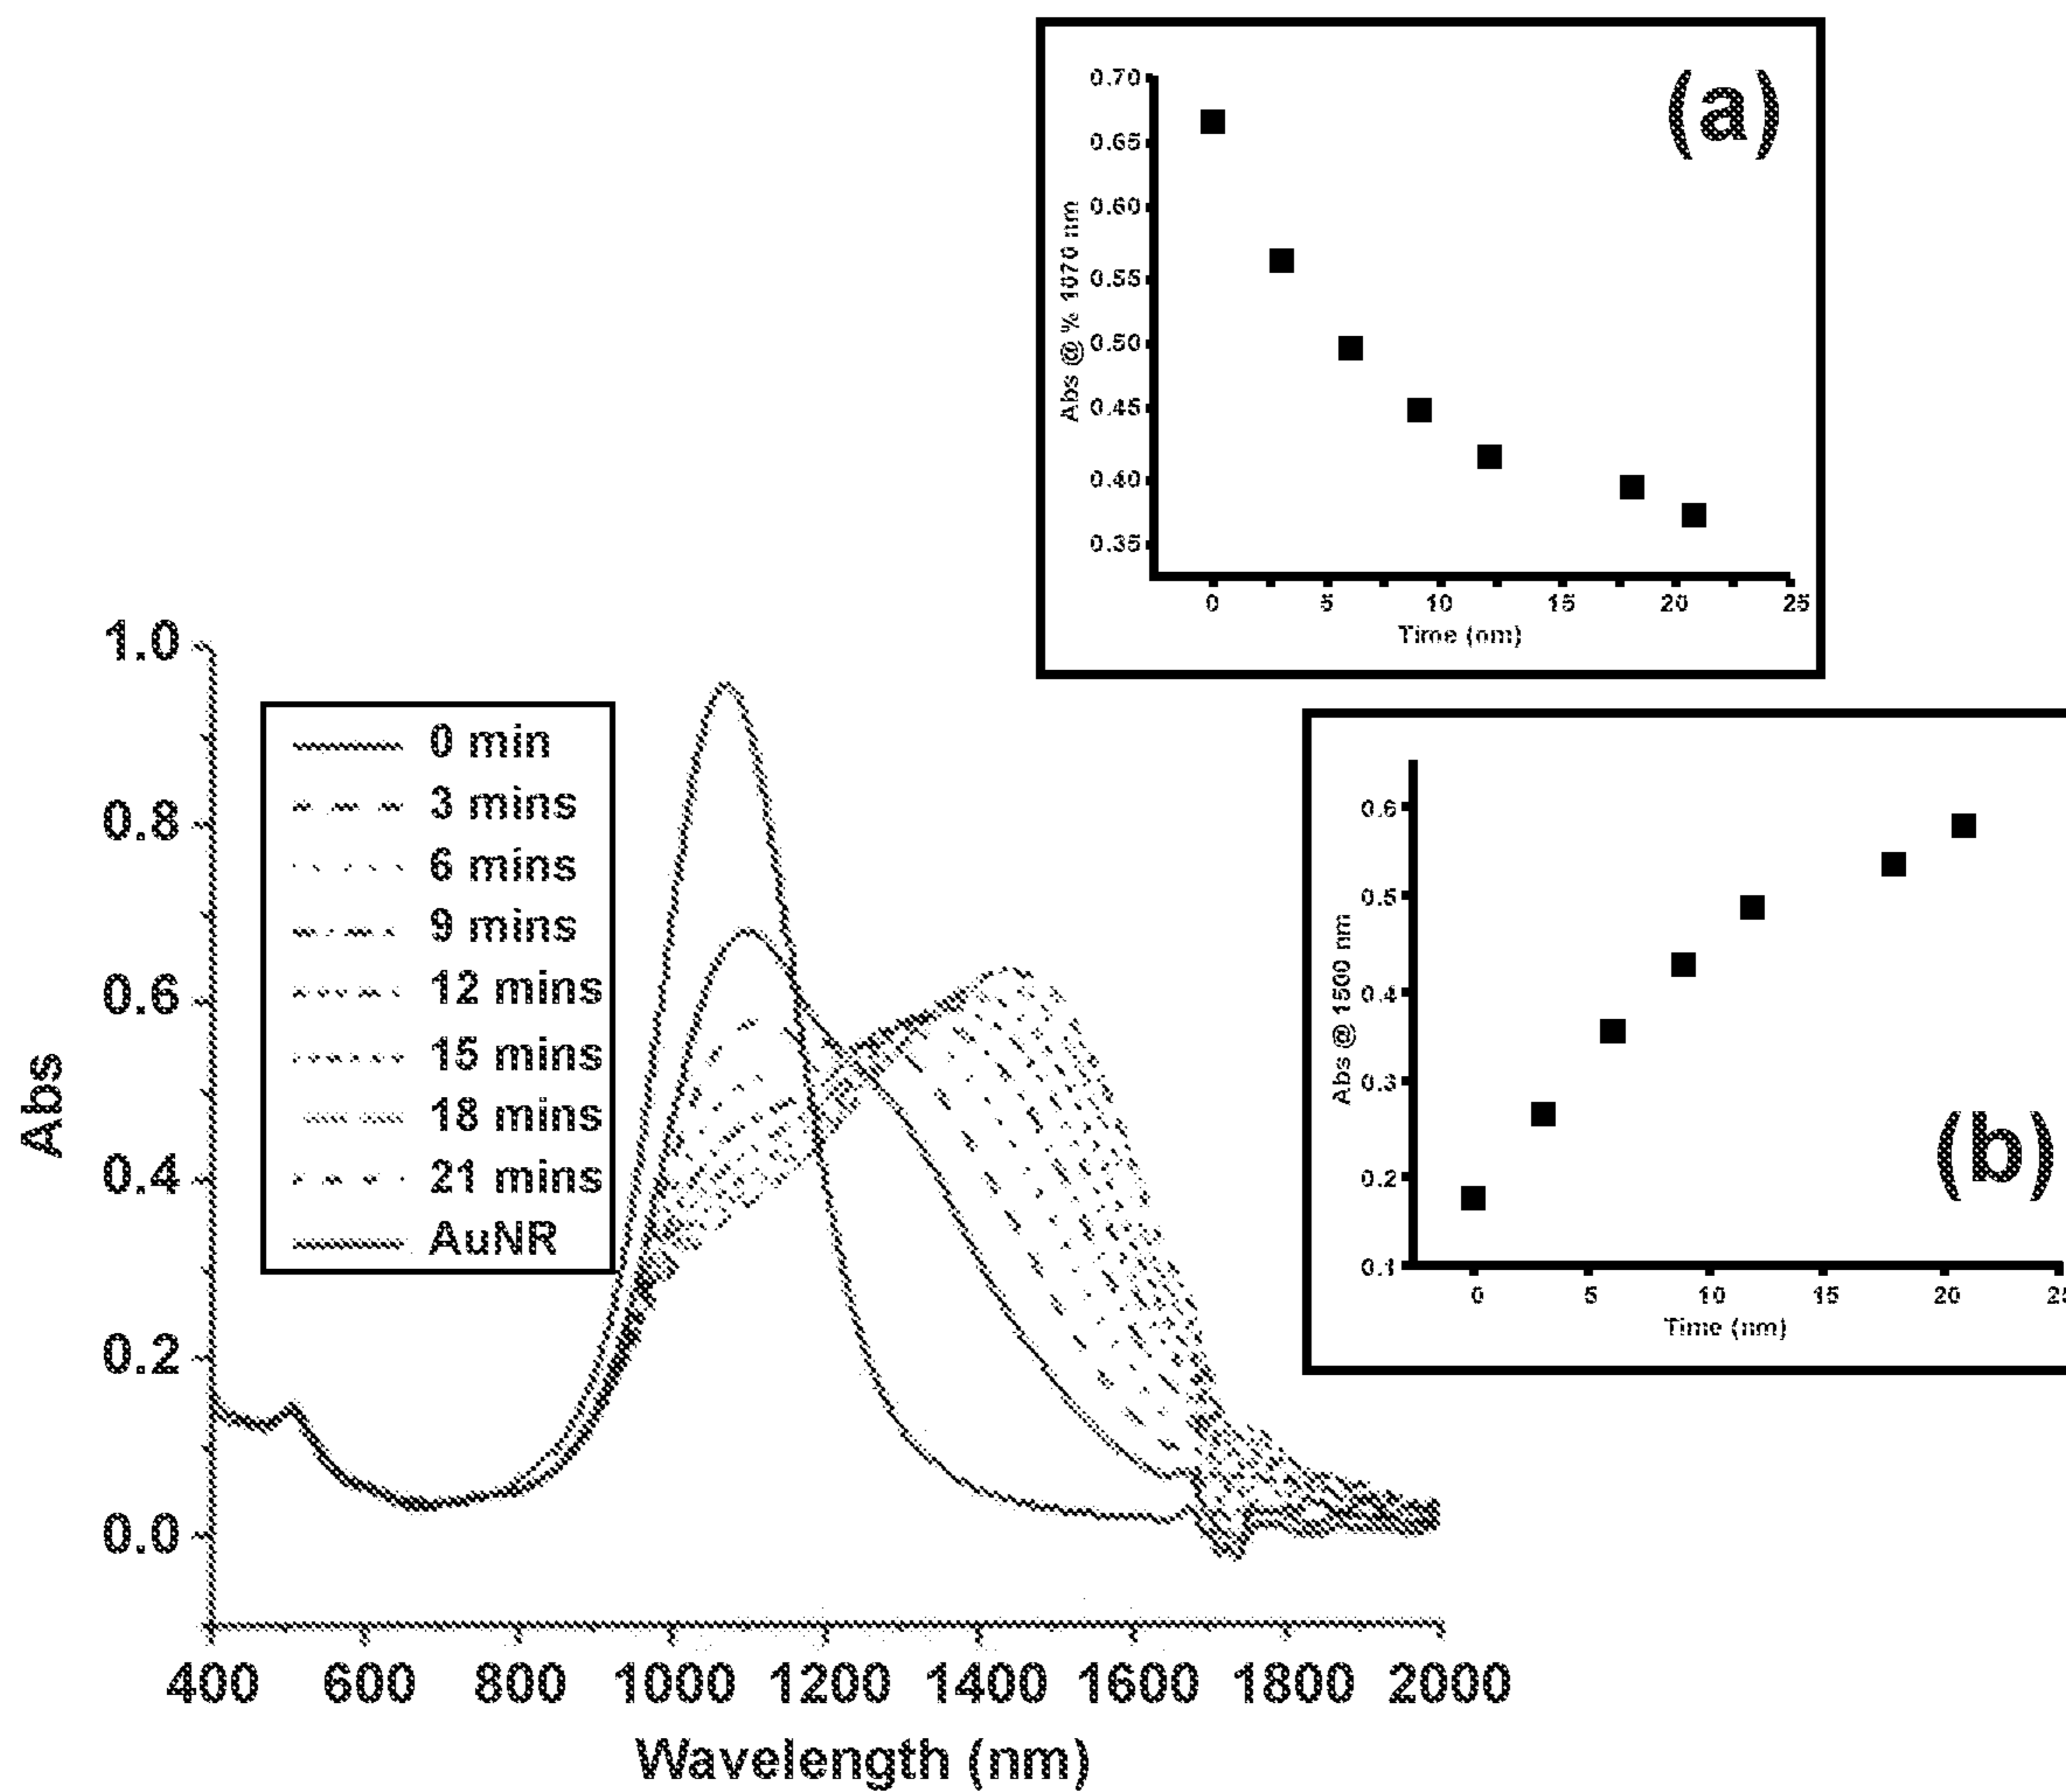 (a)
0.70
0.65
0.60
0.55
0.50
0.45
0.40
0.35
Abs @ % 1070 nm
0 5 10 15 20 25
Time (nm)
1.0
0.8
0.6
0.4
0.2
0.0
Abs
0 min
3 mins
6 mins
9 mins
12 mins
15 mins
18 mins
21 mins
AuNR
400 600 800 1000 1200 1400 1600 1800 2000
Wavelength (nm)
(b)
0.6
0.5
0.4
0.3
0.2
0.1
Abs @ 1500 nm
0 5 10 15 20 25
Time (nm)